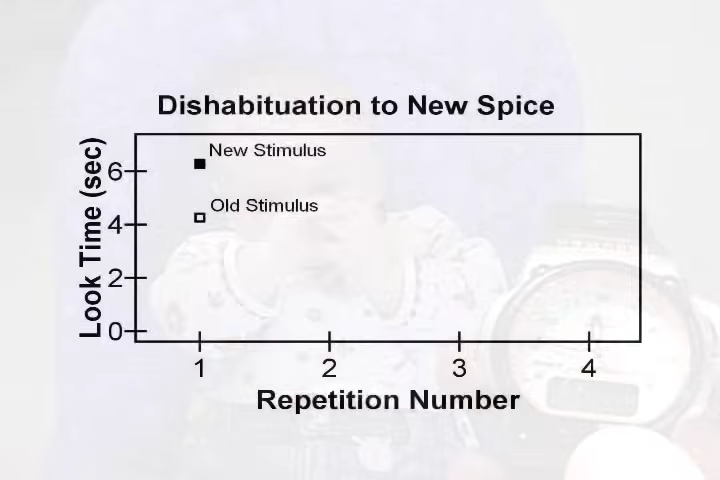 Dishabituation to New Spice
New Stimulus
Old Stimulus
Look Time (sec)
6
4
2
0
1 2 3 4
Repetition Number